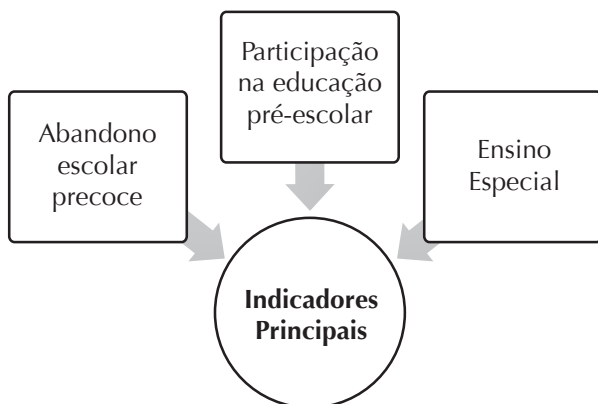 Participação
na educação
pré-escolar
Abandono
escolar
precoce
Ensino
Especial
Indicadores
Principais